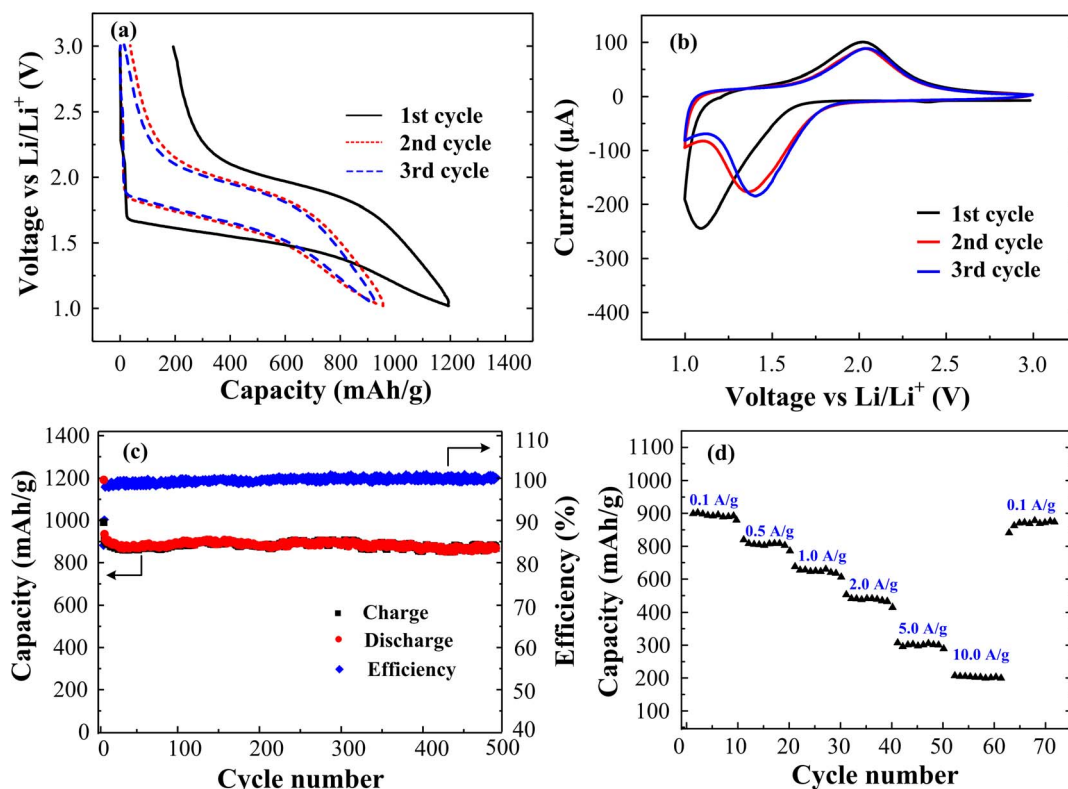 (a)
Voltage vs Li/Li⁺ (V)
3.0
2.5
2.0
1.5
1.0
1st cycle
2nd cycle
3rd cycle
0 200 400 600 800 1000 1200 1400
Capacity (mAh/g)
(b)
Current (µA)
100
0
-100
-200
-300
-400
1st cycle
2nd cycle
3rd cycle
1.0 1.5 2.0 2.5 3.0
Voltage vs Li/Li⁺ (V)
(c)
Capacity (mAh/g)
1400
1200
1000
800
600
400
200
0
Charge
Discharge
Efficiency
110
100
90
80
70
60
50
40
Efficiency (%)
0 100 200 300 400 500
Cycle number
(d)
Capacity (mAh/g)
1100
1000
900
800
700
600
500
400
300
200
100
0.1 A/g
0.5 A/g
1.0 A/g
2.0 A/g
5.0 A/g
10.0 A/g
0.1 A/g
0 10 20 30 40 50 60 70
Cycle number